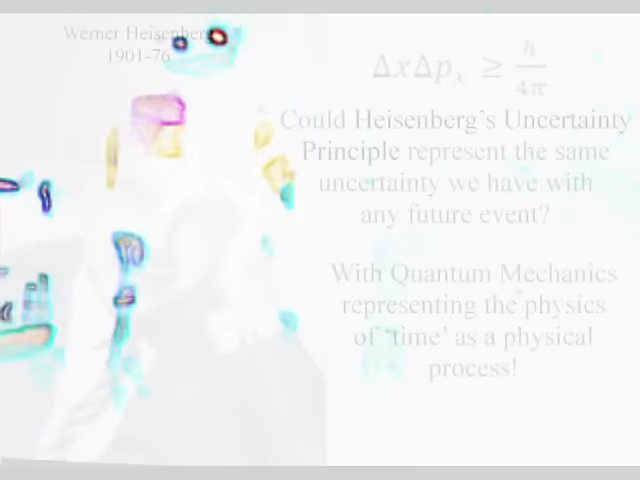 Werner Heisenberg
1901-76
ΔxΔpₓ ≥ h/4π
Could Heisenberg's Uncertainty
Principle represent the same
uncertainty we have with
any future event?
With Quantum Mechanics
representing the physics
of 'time' as a physical
process!